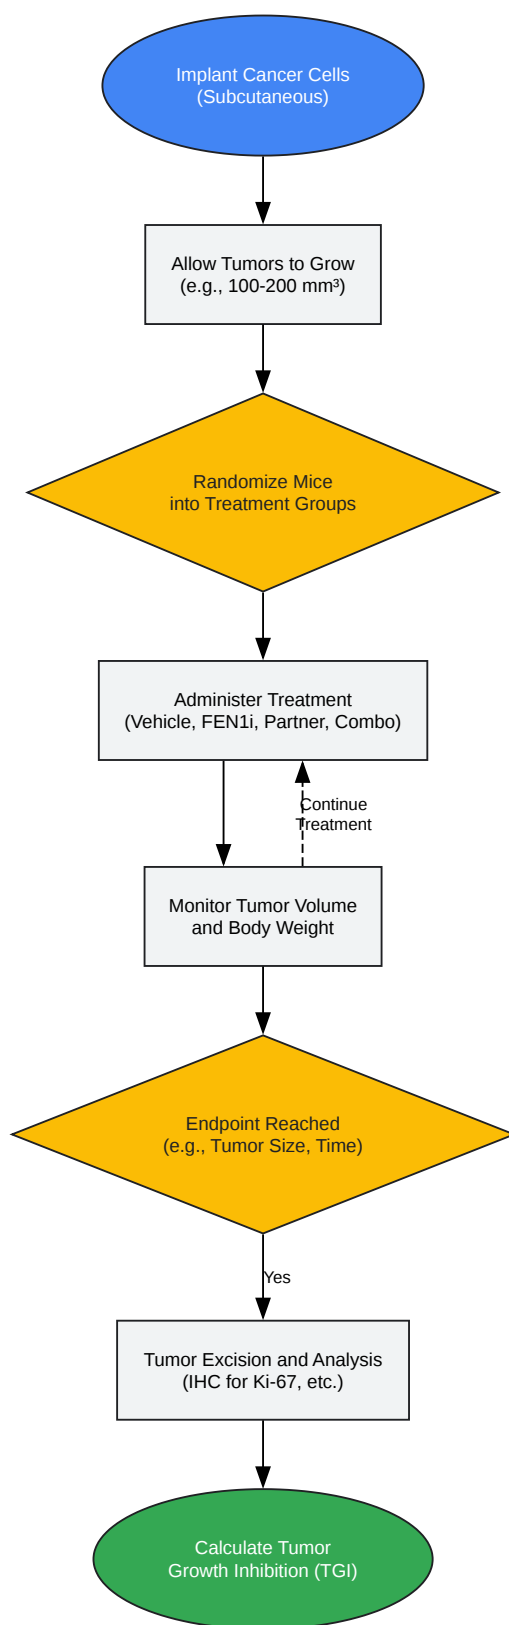 Implant Cancer Cells
(Subcutaneous)
Allow Tumors to Grow
(e.g., 100-200 mm³)
Randomize Mice
into Treatment Groups
Administer Treatment
(Vehicle, FEN1i, Partner, Combo)
Continue
Treatment
Monitor Tumor Volume
and Body Weight
Endpoint Reached
(e.g., Tumor Size, Time)
Yes
Tumor Excision and Analysis
(IHC for Ki-67, etc.)
Calculate Tumor
Growth Inhibition (TGI)